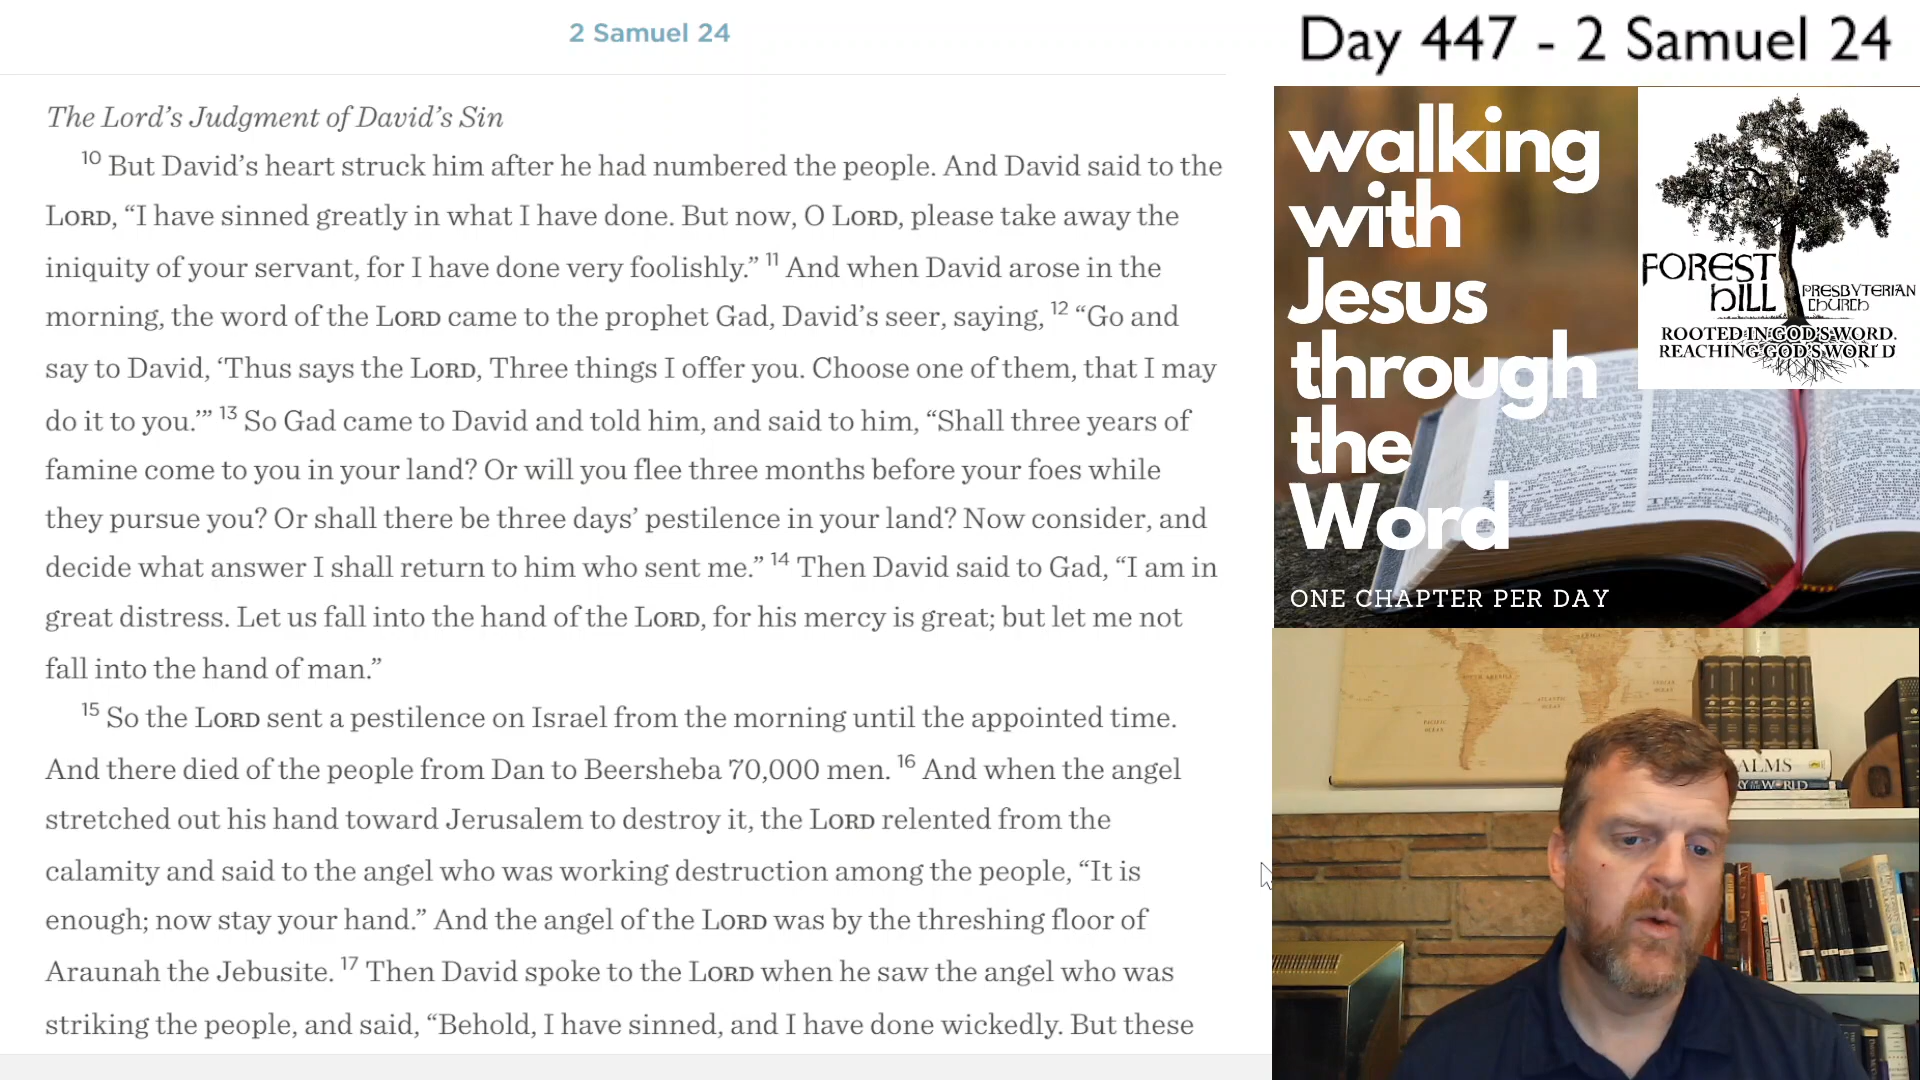 2 Samuel 24
The Lord’s Judgment of David’s Sin
10 But David’s heart struck him after he had numbered the people. And David said to the
LORD, “I have sinned greatly in what I have done. But now, O LORD, please take away the
iniquity of your servant, for I have done very foolishly.” 11 And when David arose in the
morning, the word of the LORD came to the prophet Gad, David’s seer, saying, 12 “Go and
say to David, ‘Thus says the LORD, Three things I offer you. Choose one of them, that I may
do it to you.’” 13 So Gad came to David and told him, and said to him, “Shall three years of
famine come to you in your land? Or will you flee three months before your foes while
they pursue you? Or shall there be three days’ pestilence in your land? Now consider, and
decide what answer I shall return to him who sent me.” 14 Then David said to Gad, “I am in
great distress. Let us fall into the hand of the LORD, for his mercy is great; but let me not
fall into the hand of man.”
15 So the LORD sent a pestilence on Israel from the morning until the appointed time.
And there died of the people from Dan to Beersheba 70,000 men. 16 And when the angel
stretched out his hand toward Jerusalem to destroy it, the LORD relented from the
calamity and said to the angel who was working destruction among the people, “It is
enough; now stay your hand.” And the angel of the LORD was by the threshing floor of
Araunah the Jebusite. 17 Then David spoke to the LORD when he saw the angel who was
striking the people, and said, “Behold, I have sinned, and I have done wickedly. But these
Day 447 - 2 Samuel 24
walking
with
Jesus
through
the
Word
ONE CHAPTER PER DAY
FOREST
HILL
PRESBYTERIAN
CHURCH
ROOTED IN GOD'S WORD.
REACHING GOD'S WORLD
PACIFIC
OCEAN
ATLANTIC
OCEAN
INDIAN
OCEAN
ALMS